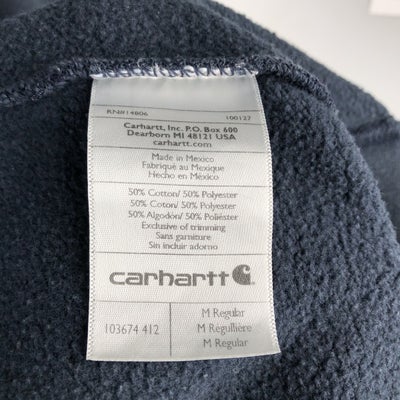 RN#14806 100127
Carhartt, Inc. P.O. Box 600
Dearborn MI 48121 USA
carhartt.com
Made in Mexico
Fabriqué au Mexique
Hecho en México
50% Cotton/ 50% Polyester
50% Coton/ 50% Polyester
50% Algodón/ 50% Poliéster
Exclusive of trimming
Sans garniture
Sin incluir adorno
carhartt
M Regular
103674 412 M Régulière
M Regular